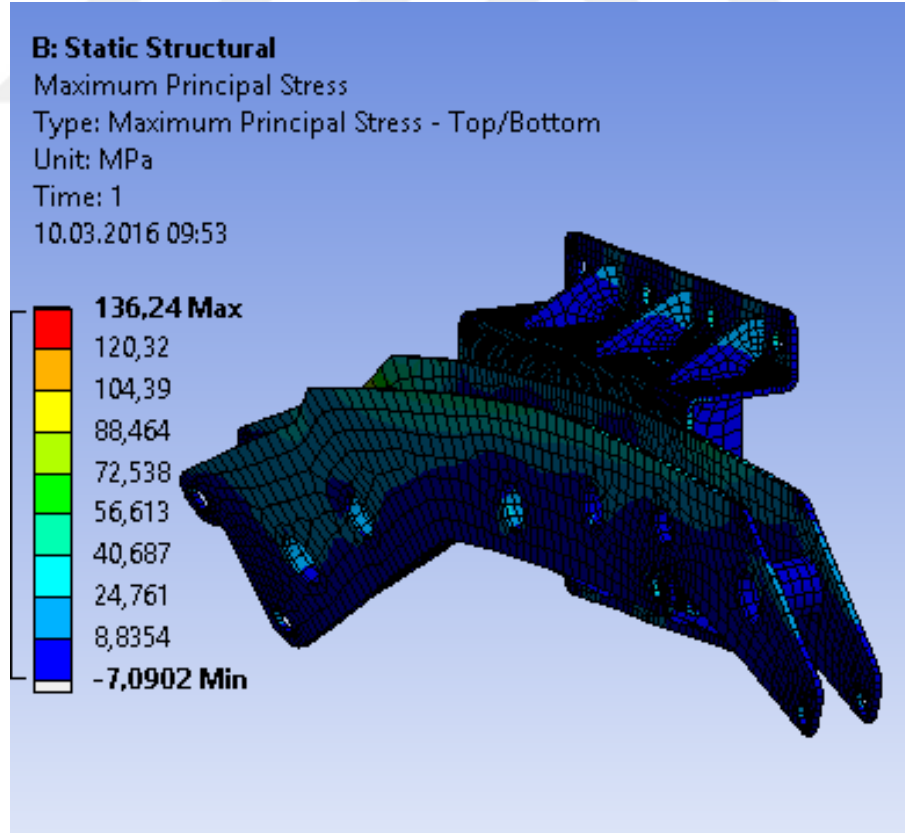 B: Static Structural
Maximum Principal Stress
Type: Maximum Principal Stress - Top/Bottom
Unit: MPa
Time: 1
10.03.2016 09:53
136,24 Max
120,32
104,39
88,464
72,538
56,613
40,687
24,761
8,8354
-7,0902 Min